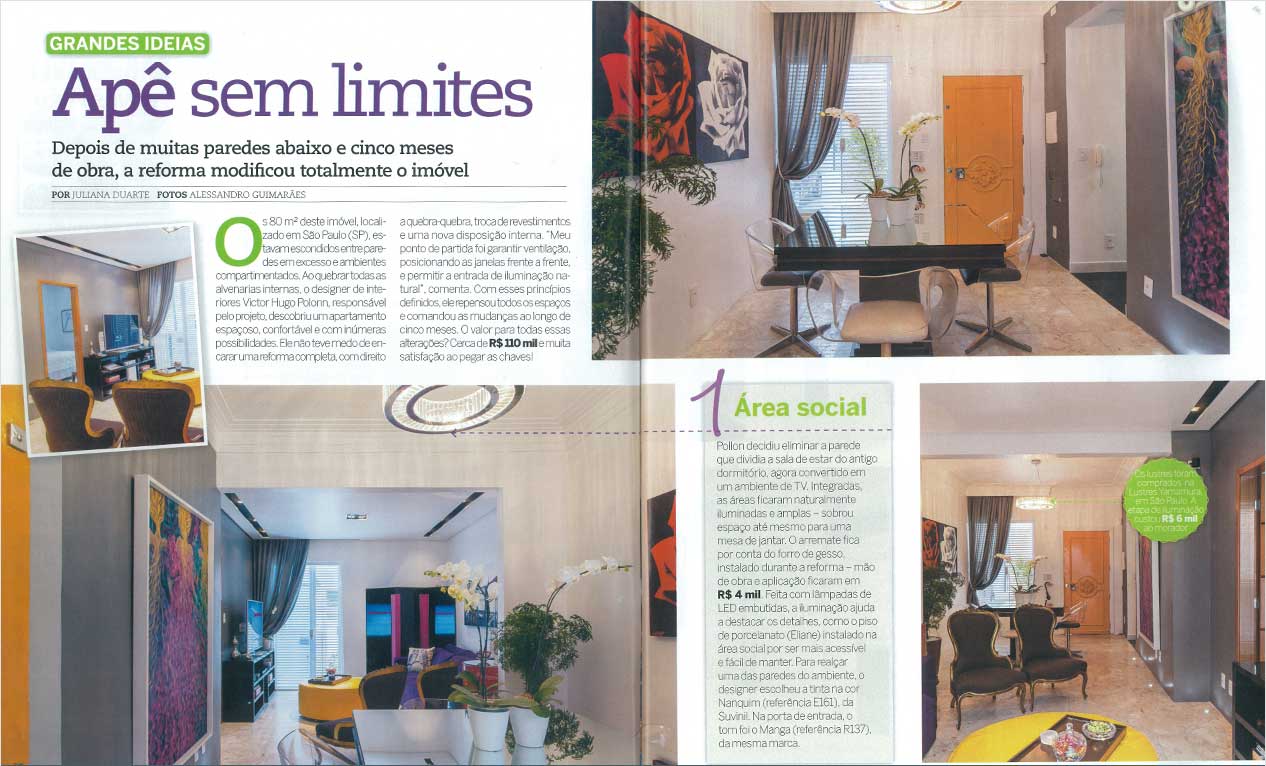 GRANDES IDEIAS
Apê sem limites
Depois de muitas paredes abaixo e cinco meses
de obra, a reforma modificou totalmente o imóvel
POR JULIANA DUARTE FOTOS ALESSANDRO GUIMARÃES
Os 80 m² deste imóvel, locali-
zado em São Paulo (SP), es-
tavam escondidos entre pare-
des em excesso e ambientes
compartimentados. Ao quebrar todas as
alvenarias internas, o designer de inte-
riores Victor Hugo Polonn, responsável
pelo projeto, descobriu um apartamento
espaçoso, confortável e com inúmeras
possibilidades. Ele não teve medo de en-
carar uma reforma completa, com direito
a quebra-quebra, troca de revestimentos
e uma nova disposição interna. "Meu
ponto de partida foi garantir ventilação,
posicionando as janelas frente a frente,
e permitir a entrada de iluminação na-
tural", comenta. Com esses princípios
definidos, ele repensou todos os espaços
e comandou as mudanças ao longo de
cinco meses. O valor para todas essas
alterações? Cerca de R$ 110 mil e muita
satisfação ao pegar as chaves!
1 Área social
Pollon decidiu eliminar a parede
que dividia a sala de estar do antigo
dormitório, agora convertido em
um ambiente de TV. Integradas,
as áreas ficaram naturalmente
iluminadas e amplas – sobrou
espaço até mesmo para uma
mesa de jantar. O arremate fica
por conta do forro de gesso,
instalado durante a reforma – mão
de obra e aplicação ficaram em
R$ 4 mil. Feita com lâmpadas de
LED embutidas, a iluminação ajuda
a destacar os detalhes, como o piso
de porcelanato (Eliane) instalado na
área social por ser mais acessível
e fácil de manter. Para realçar
uma das paredes do ambiente, o
designer escolheu a tinta na cor
Nanquim (referência E161), da
Suvinil. Na porta de entrada, o
tom foi o Manga (referência R137),
da mesma marca.
Os lustres foram
comprados na
Lustres Yamamura,
em São Paulo. A
etapa de iluminação
custou R$ 6 mil
ao morador